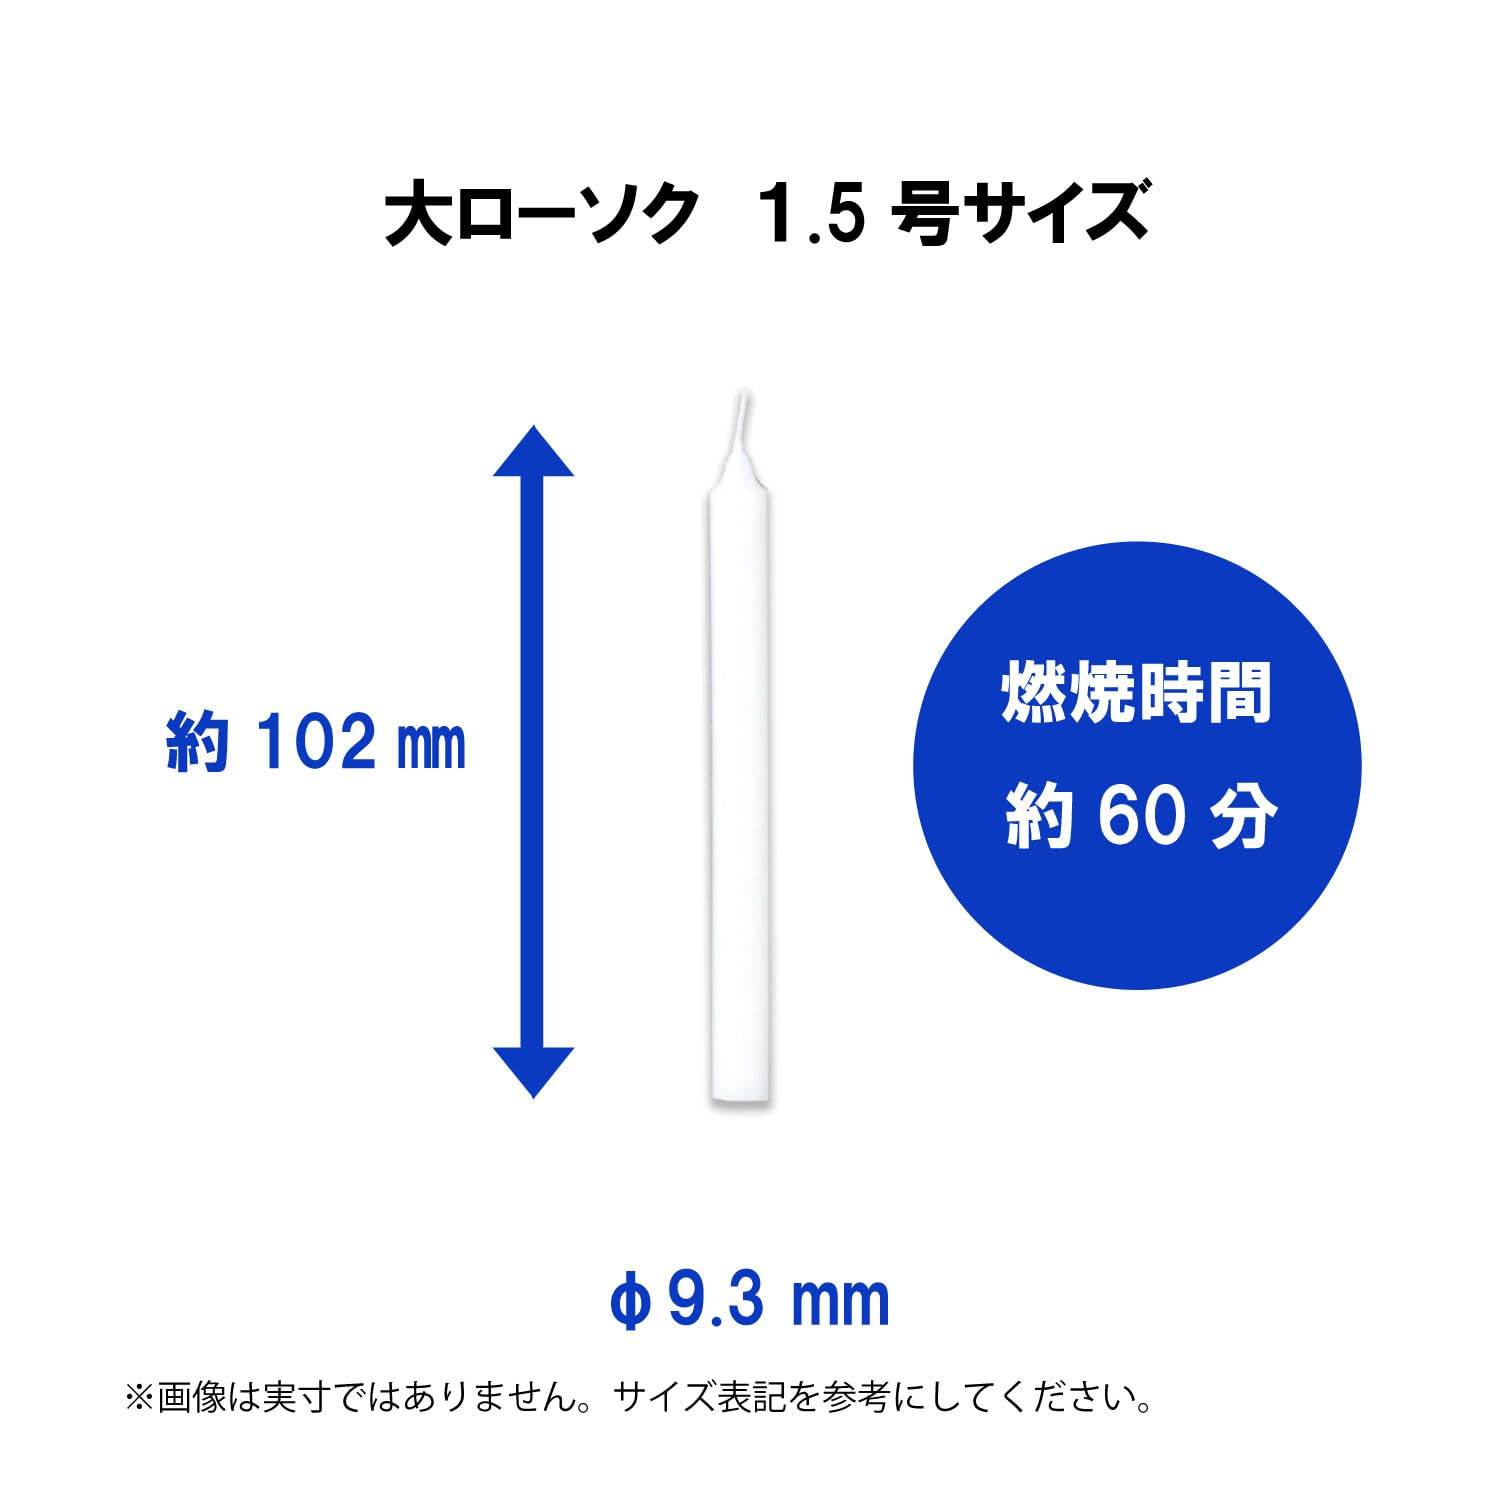 大ローソク 1.5 号サイズ
約 102 ㎜
燃焼時間
約 60 分
φ9.3 mm
※画像は実寸ではありません。サイズ表記を参考にしてください。